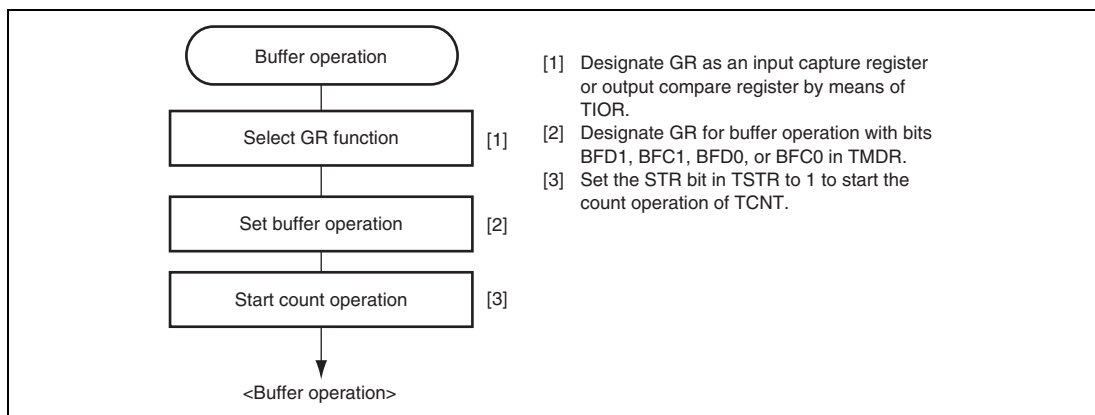 Buffer operation
Select GR function
[1]
Set buffer operation
[2]
Start count operation
[3]
<Buffer operation>
[1] Designate GR as an input capture register
or output compare register by means of
TIOR.
[2] Designate GR for buffer operation with bits
BFD1, BFC1, BFD0, or BFC0 in TMDR.
[3] Set the STR bit in TSTR to 1 to start the
count operation of TCNT.